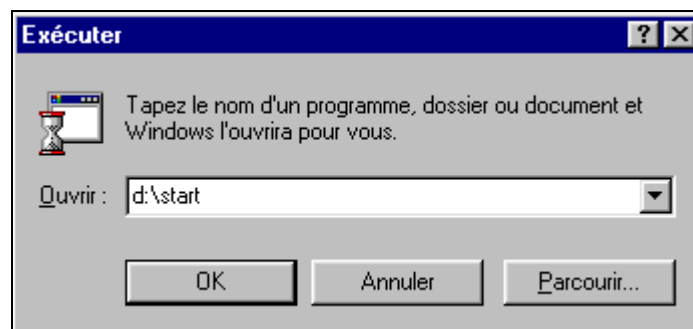 Exécuter
Tapez le nom d'un programme, dossier ou document et
Windows l'ouvrira pour vous.
Ouvrir : d:\start
OK Annuler Parcourir...